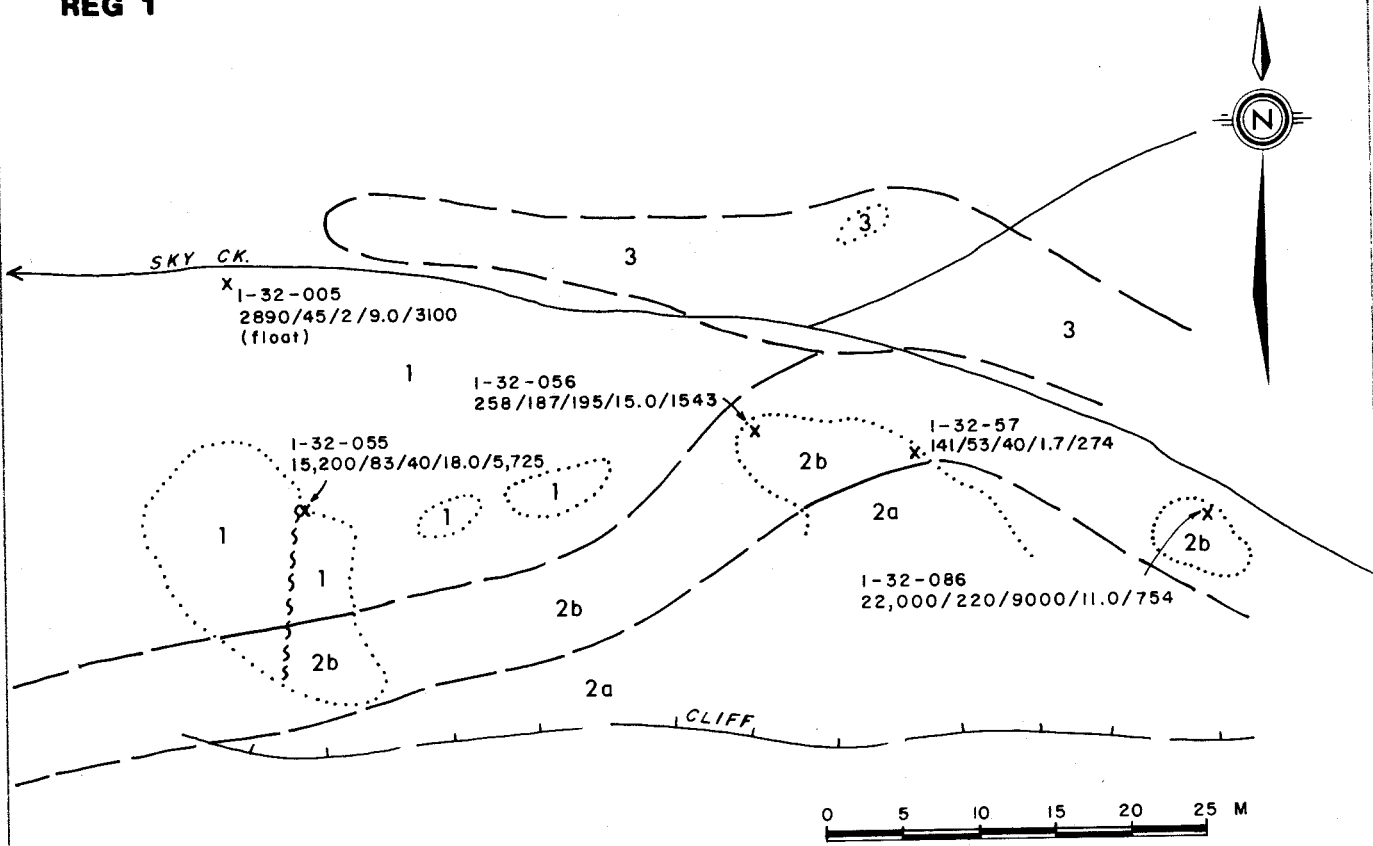 REG 1
N
3
3
SKY CK.
1-32-005
2890/45/2/9.0/3100
(float)
3
1
1-32-056
258/187/195/15.0/1543
1-32-57
141/53/40/1.7/274
1-32-055
15,200/83/40/18.0/5,725
2b
1
1
2a
1
1
2b
1-32-086
22,000/220/9000/11.0/754
2b
2b
2a
CLIFF
0 5 10 15 20 25 M